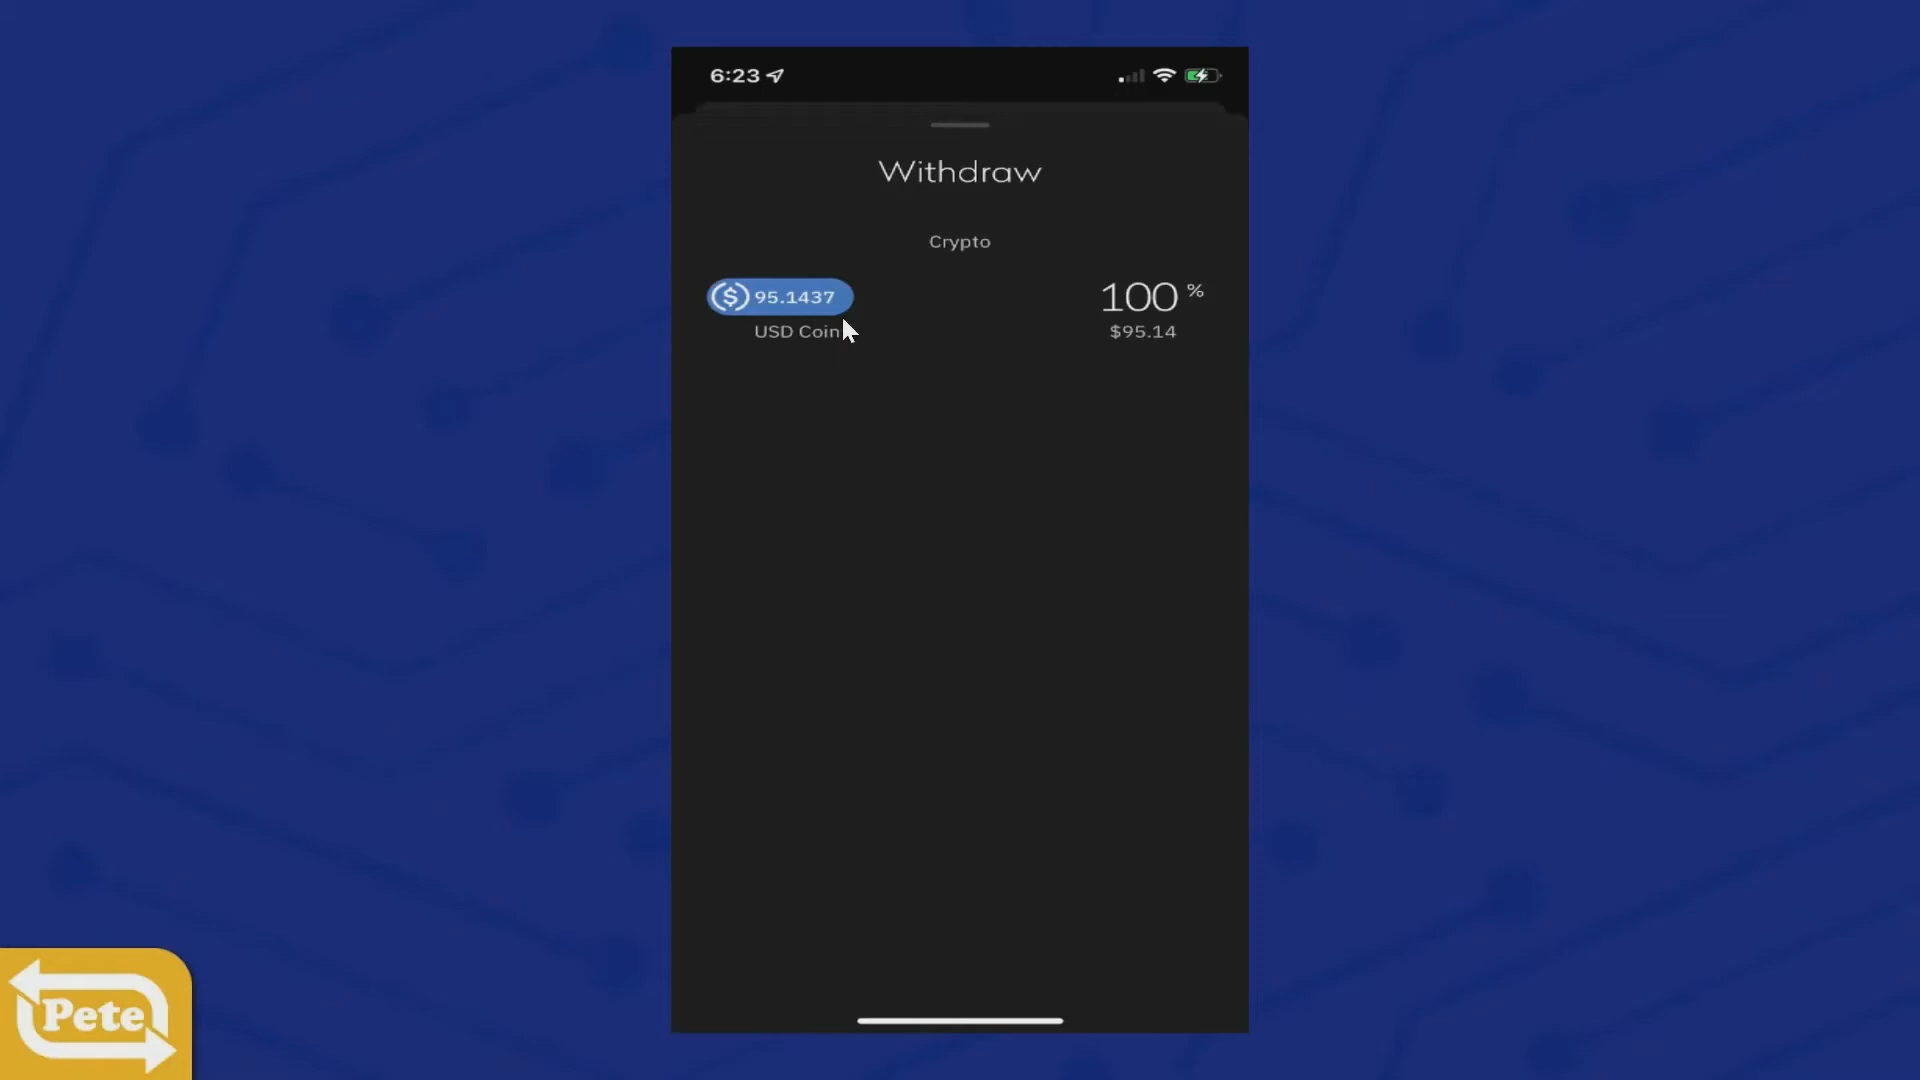 6:23
Withdraw
Crypto
$ 95.1437
100 %
USD Coin
$95.14
Pete